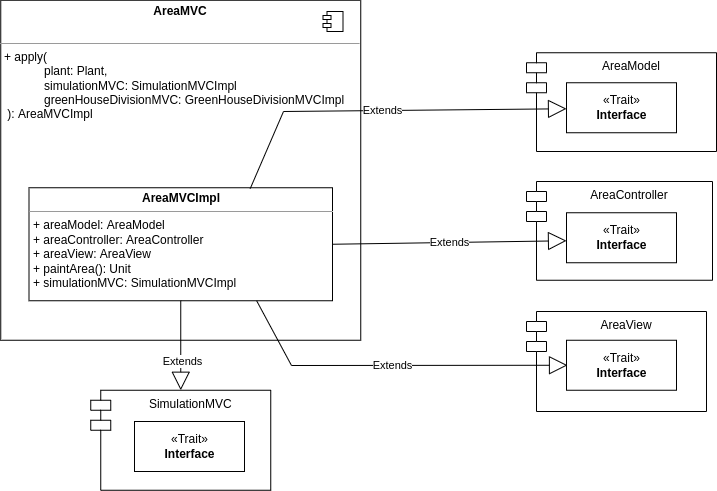 AreaMVC
+ apply(
plant: Plant,
simulationMVC: SimulationMVCImpl
greenHouseDivisionMVC: GreenHouseDivisionMVCImpl
): AreaMVCImpl
AreaMVCImpl
+ areaModel: AreaModel
+ areaController: AreaController
+ areaView: AreaView
+ paintArea(): Unit
+ simulationMVC: SimulationMVCImpl
Extends
AreaModel
«Trait»
Interface
Extends
AreaController
«Trait»
Interface
Extends
AreaView
«Trait»
Interface
Extends
SimulationMVC
«Trait»
Interface